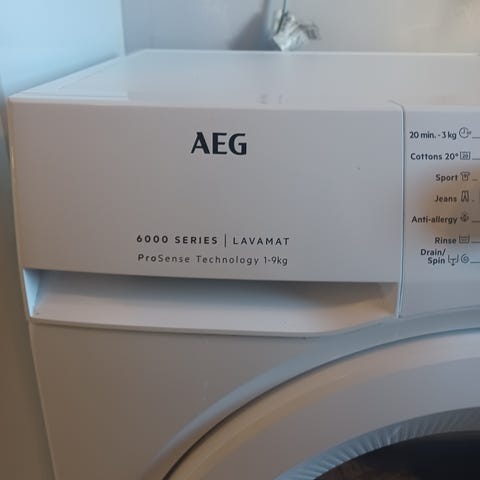 AEG
6000 SERIES | LAVAMAT
ProSense Technology 1-9kg
20 min. - 3 kg
Cottons 20°
Sport
Jeans
Anti-allergy
Rinse
Drain/
Spin